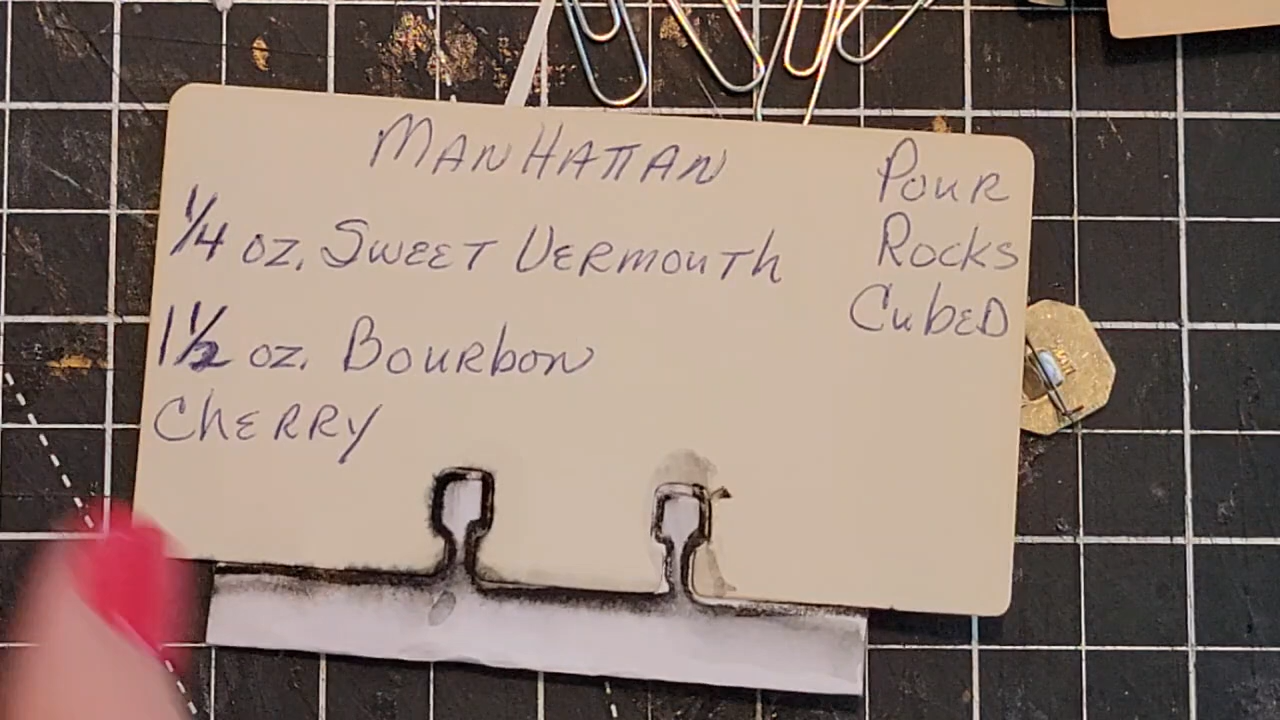 MANHATTAN
1/4 oz. SWEET VERMOUTH
1 1/2 oz. Bourbon
CHERRY
Pour
Rocks
CubED